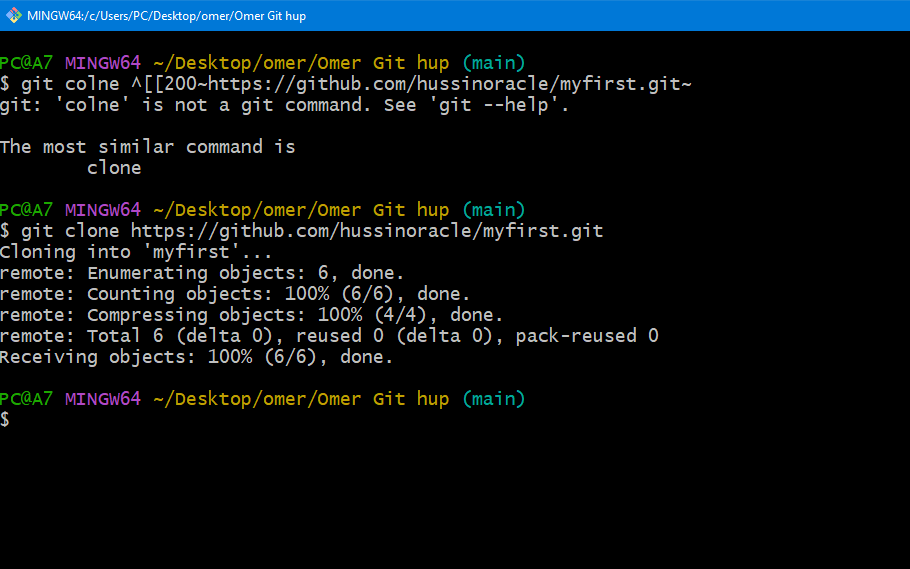 MINGW64:/c/Users/PC/Desktop/omer/Omer Git hup
PC@A7 MINGW64 ~/Desktop/omer/Omer Git hup (main)
$ git colne ^[[200~https://github.com/hussinoracle/myfirst.git~
git: 'colne' is not a git command. See 'git --help'.
The most similar command is
clone
PC@A7 MINGW64 ~/Desktop/omer/Omer Git hup (main)
$ git clone https://github.com/hussinoracle/myfirst.git
Cloning into 'myfirst'...
remote: Enumerating objects: 6, done.
remote: Counting objects: 100% (6/6), done.
remote: Compressing objects: 100% (4/4), done.
remote: Total 6 (delta 0), reused 0 (delta 0), pack-reused 0
Receiving objects: 100% (6/6), done.
PC@A7 MINGW64 ~/Desktop/omer/Omer Git hup (main)
$